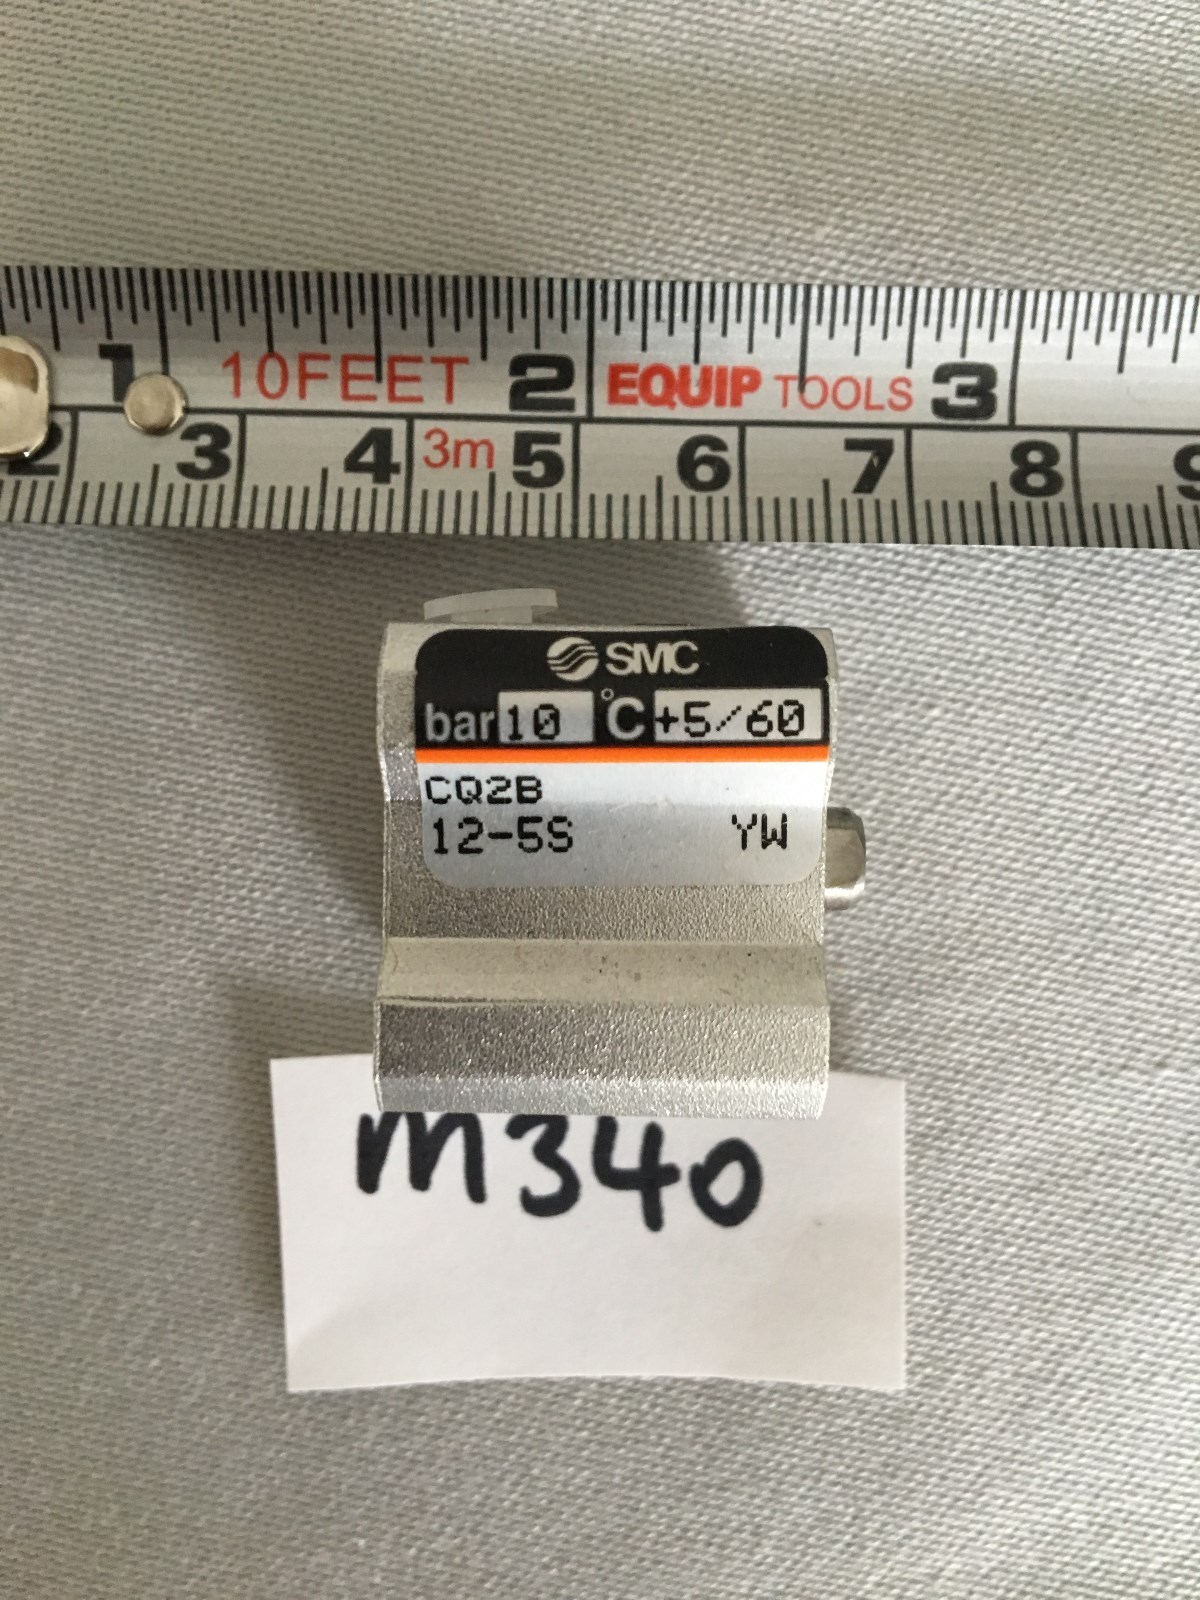 1 10FEET 2 EQUIP TOOLS 3
2 3 4 3m 5 6 7 8 9
SMC
bar 10 °C +5/60
CQ2B
12-5S YW
m340